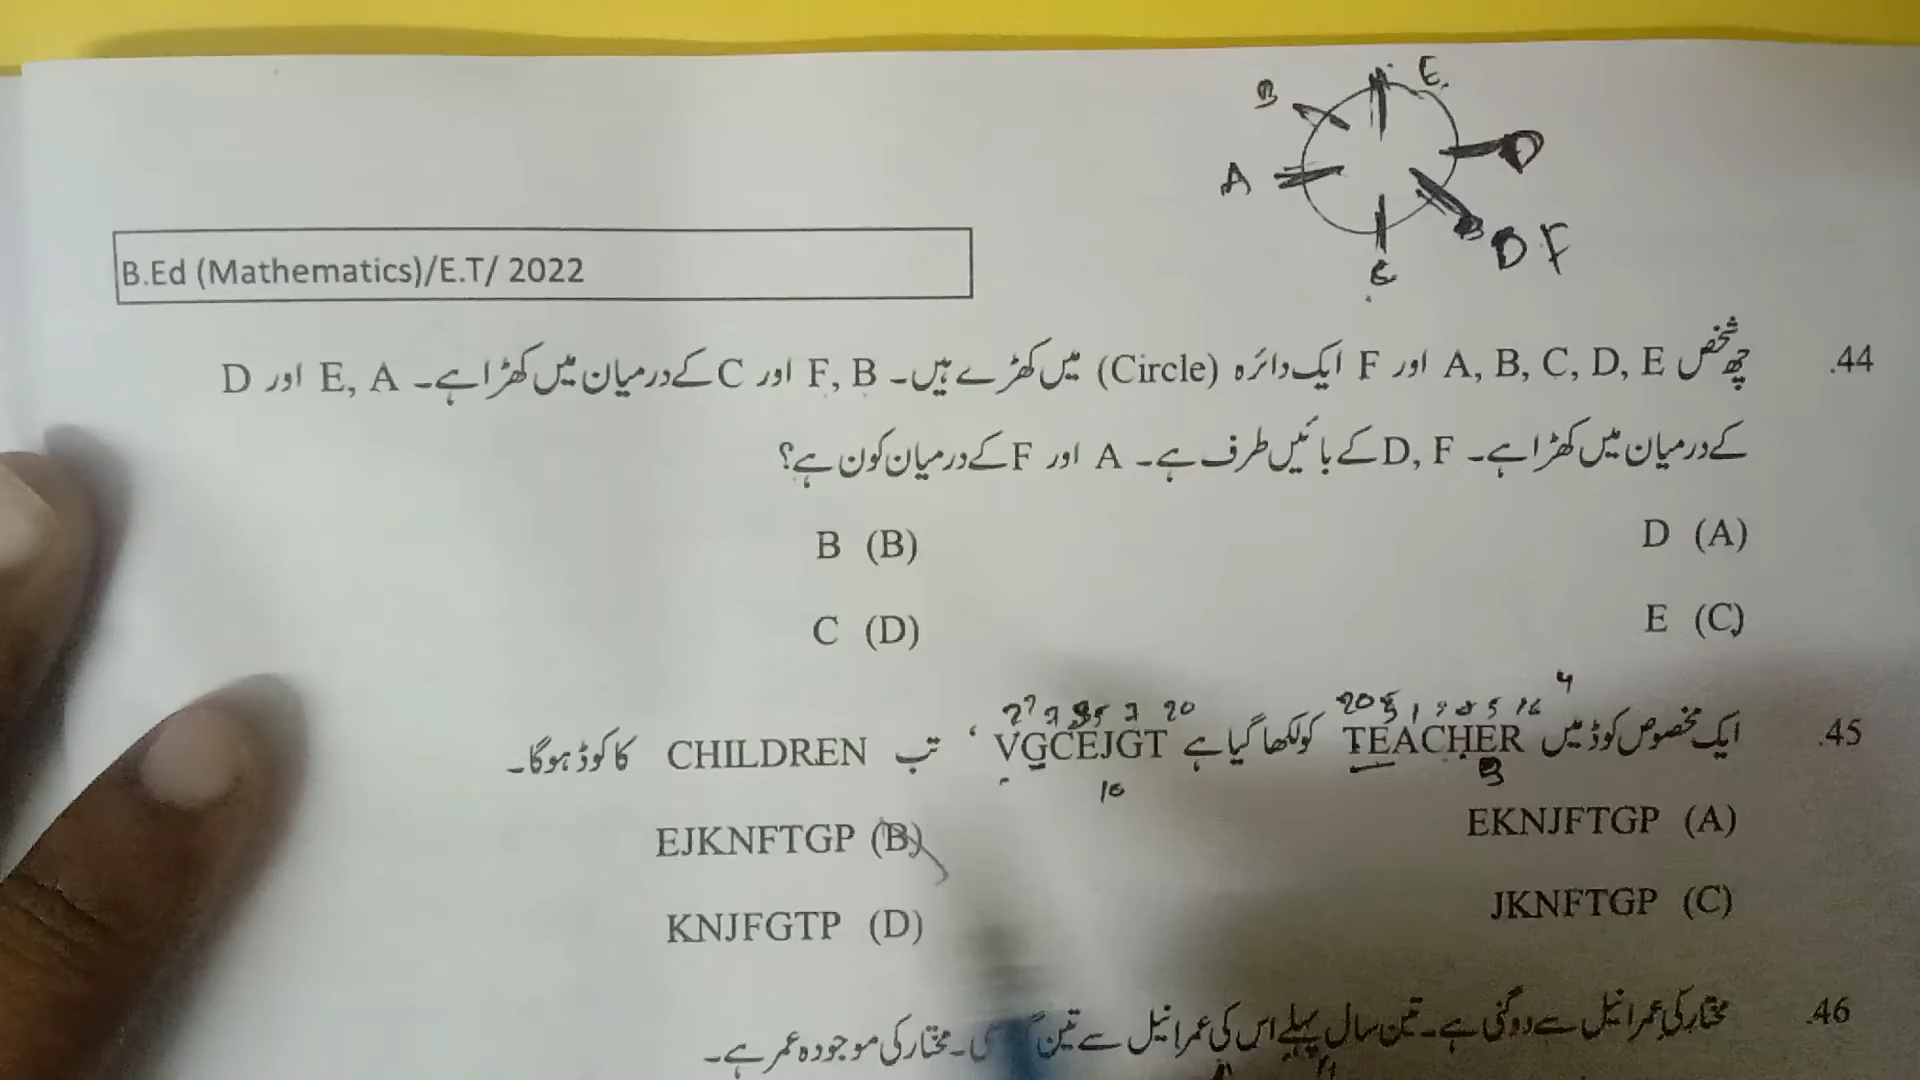 E.
B
D
A
B D F
C
B.Ed (Mathematics)/E.T/ 2022
44. چھ شخص A, B, C, D, E اور F ایک دائرہ (Circle) میں کھڑے ہیں۔ F, B اور C کے درمیان میں کھڑا ہے۔ E, A اور D
کے درمیان میں کھڑا ہے۔ D, F کے بائیں طرف ہے۔ A اور F کے درمیان کون ہے؟
D (A)
B (B)
E (C)
C (D)
45. ایک مخصوص کوڈ میں TEACHER کو لکھا گیا ہے VGCEJGT ‘ تب CHILDREN کا کوڈ ہوگا۔
10
EKNJFTGP (A)
EJKNFTGP (B)
JKNFTGP (C)
KNJFGTP (D)
46. مختار کی عمر انیل سے دوگنی ہے۔ تین سال پہلے اس کی عمر انیل سے تین
مختار کی موجودہ عمر ہے۔